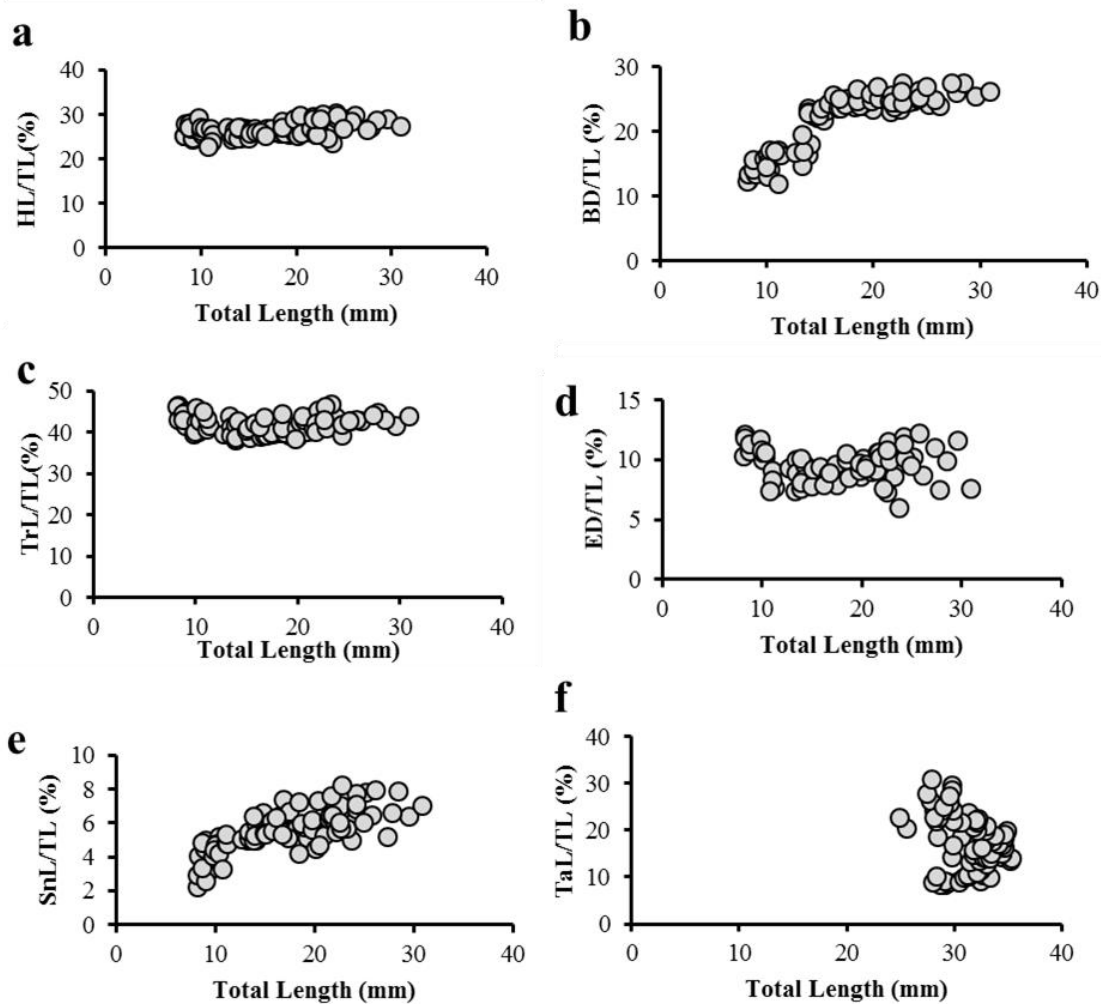 a
40
30
20
10
0
HL/TL(%)
0 10 20 30 40
Total Length (mm)
b
30
20
10
0
BD/TL (%)
0 10 20 30 40
Total Length (mm)
c
50
40
30
20
10
0
TrL/TL(%)
0 10 20 30 40
Total Length (mm)
d
15
10
5
0
ED/TL (%)
0 10 20 30 40
Total Length (mm)
e
10
8
6
4
2
0
SnL/TL (%)
0 10 20 30 40
Total Length (mm)
f
40
30
20
10
0
TaL/TL (%)
0 10 20 30 40
Total Length (mm)